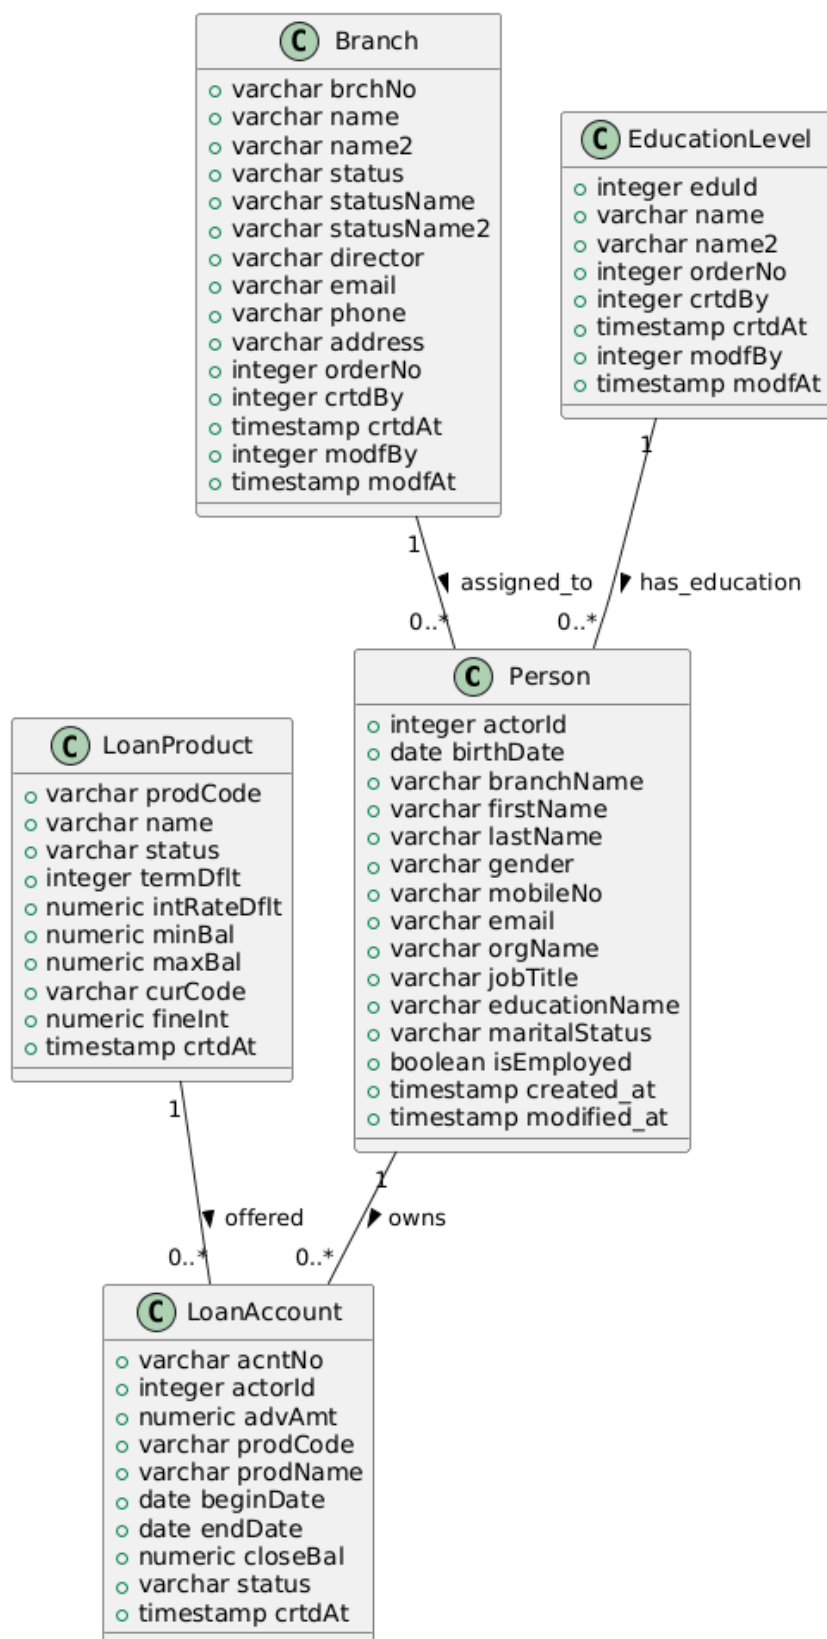 C Branch
varchar brchNo
varchar name
varchar name2
varchar status
varchar statusName
varchar statusName2
varchar director
varchar email
varchar phone
varchar address
integer orderNo
integer crtdBy
timestamp crtdAt
integer modfBy
timestamp modfAt
C EducationLevel
integer eduId
varchar name
varchar name2
integer orderNo
integer crtdBy
timestamp crtdAt
integer modfBy
timestamp modfAt
1
assigned_to
0..*
1
has_education
0..*
C LoanProduct
varchar prodCode
varchar name
varchar status
integer termDflt
numeric intRateDflt
numeric minBal
numeric maxBal
varchar curCode
numeric fineInt
timestamp crtdAt
C Person
integer actorId
date birthDate
varchar branchName
varchar firstName
varchar lastName
varchar gender
varchar mobileNo
varchar email
varchar orgName
varchar jobTitle
varchar educationName
varchar maritalStatus
boolean isEmployed
timestamp created_at
timestamp modified_at
1
offered
0..*
1
owns
0..*
C LoanAccount
varchar acntNo
integer actorId
numeric advAmt
varchar prodCode
varchar prodName
date beginDate
date endDate
numeric closeBal
varchar status
timestamp crtdAt